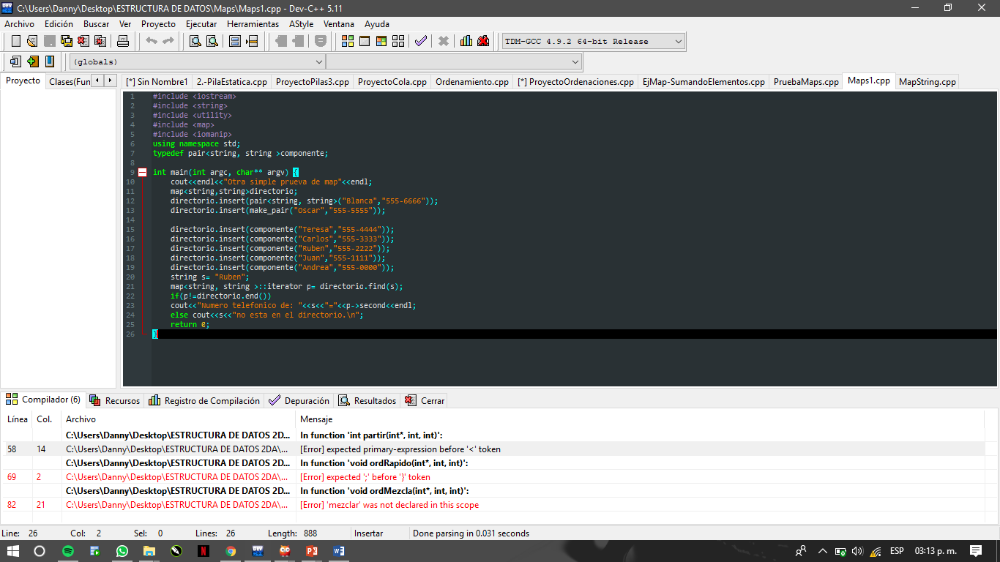 C:\Users\Danny\Desktop\ESTRUCTURA DE DATOS\Maps\Maps1.cpp - Dev-C++ 5.11
Archivo Edición Buscar Ver Proyecto Ejecutar Herramientas AStyle Ventana Ayuda
TDM-GCC 4.9.2 64-bit Release
(globals)
Proyecto Clases(Fun [*] Sin Nombre1 2.-PilaEstatica.cpp ProyectoPilas3.cpp ProyectoCola.cpp Ordenamiento.cpp [*] ProyectoOrdenaciones.cpp EjMap-SumandoElementos.cpp PruebaMaps.cpp Maps1.cpp MapString.cpp
1 #include <iostream>
2 #include <string>
3 #include <utility>
4 #include <map>
5 #include <iomanip>
6 using namespace std;
7 typedef pair<string, string >componente;
8
9 int main(int argc, char** argv) {
10 cout<<endl<<"Otra simple prueva de map"<<endl;
11 map<string,string>directorio;
12 directorio.insert(pair<string, string>("Blanca","555-6666"));
13 directorio.insert(make_pair("Oscar","555-5555"));
14
15 directorio.insert(componente("Teresa","555-4444"));
16 directorio.insert(componente("Carlos","555-3333"));
17 directorio.insert(componente("Ruben","555-2222"));
18 directorio.insert(componente("Juan","555-1111"));
19 directorio.insert(componente("Andrea","555-0000"));
20 string s= "Ruben";
21 map<string, string >::iterator p= directorio.find(s);
22 if(p!=directorio.end())
23 cout<<"Numero telefonico de: "<<s<<"="<<p->second<<endl;
24 else cout<<s<<"no esta en el directorio.\n";
25 return 0;
26 }
Compilador (6) Recursos Registro de Compilación Depuración Resultados Cerrar
Línea Col. Archivo Mensaje
C:\Users\Danny\Desktop\ESTRUCTURA DE DATOS 2D... In function 'int partir(int*, int, int)':
58 14 C:\Users\Danny\Desktop\ESTRUCTURA DE DATOS 2DA\... [Error] expected primary-expression before '<' token
C:\Users\Danny\Desktop\ESTRUCTURA DE DATOS 2D... In function 'void ordRapido(int*, int, int)':
69 2 C:\Users\Danny\Desktop\ESTRUCTURA DE DATOS 2DA\... [Error] expected ';' before '}' token
C:\Users\Danny\Desktop\ESTRUCTURA DE DATOS 2D... In function 'void ordMezcla(int*, int, int)':
82 21 C:\Users\Danny\Desktop\ESTRUCTURA DE DATOS 2DA\... [Error] 'mezclar' was not declared in this scope
Line: 26 Col: 2 Sel: 0 Lines: 26 Length: 888 Insertar Done parsing in 0.031 seconds
ESP 03:13 p. m.